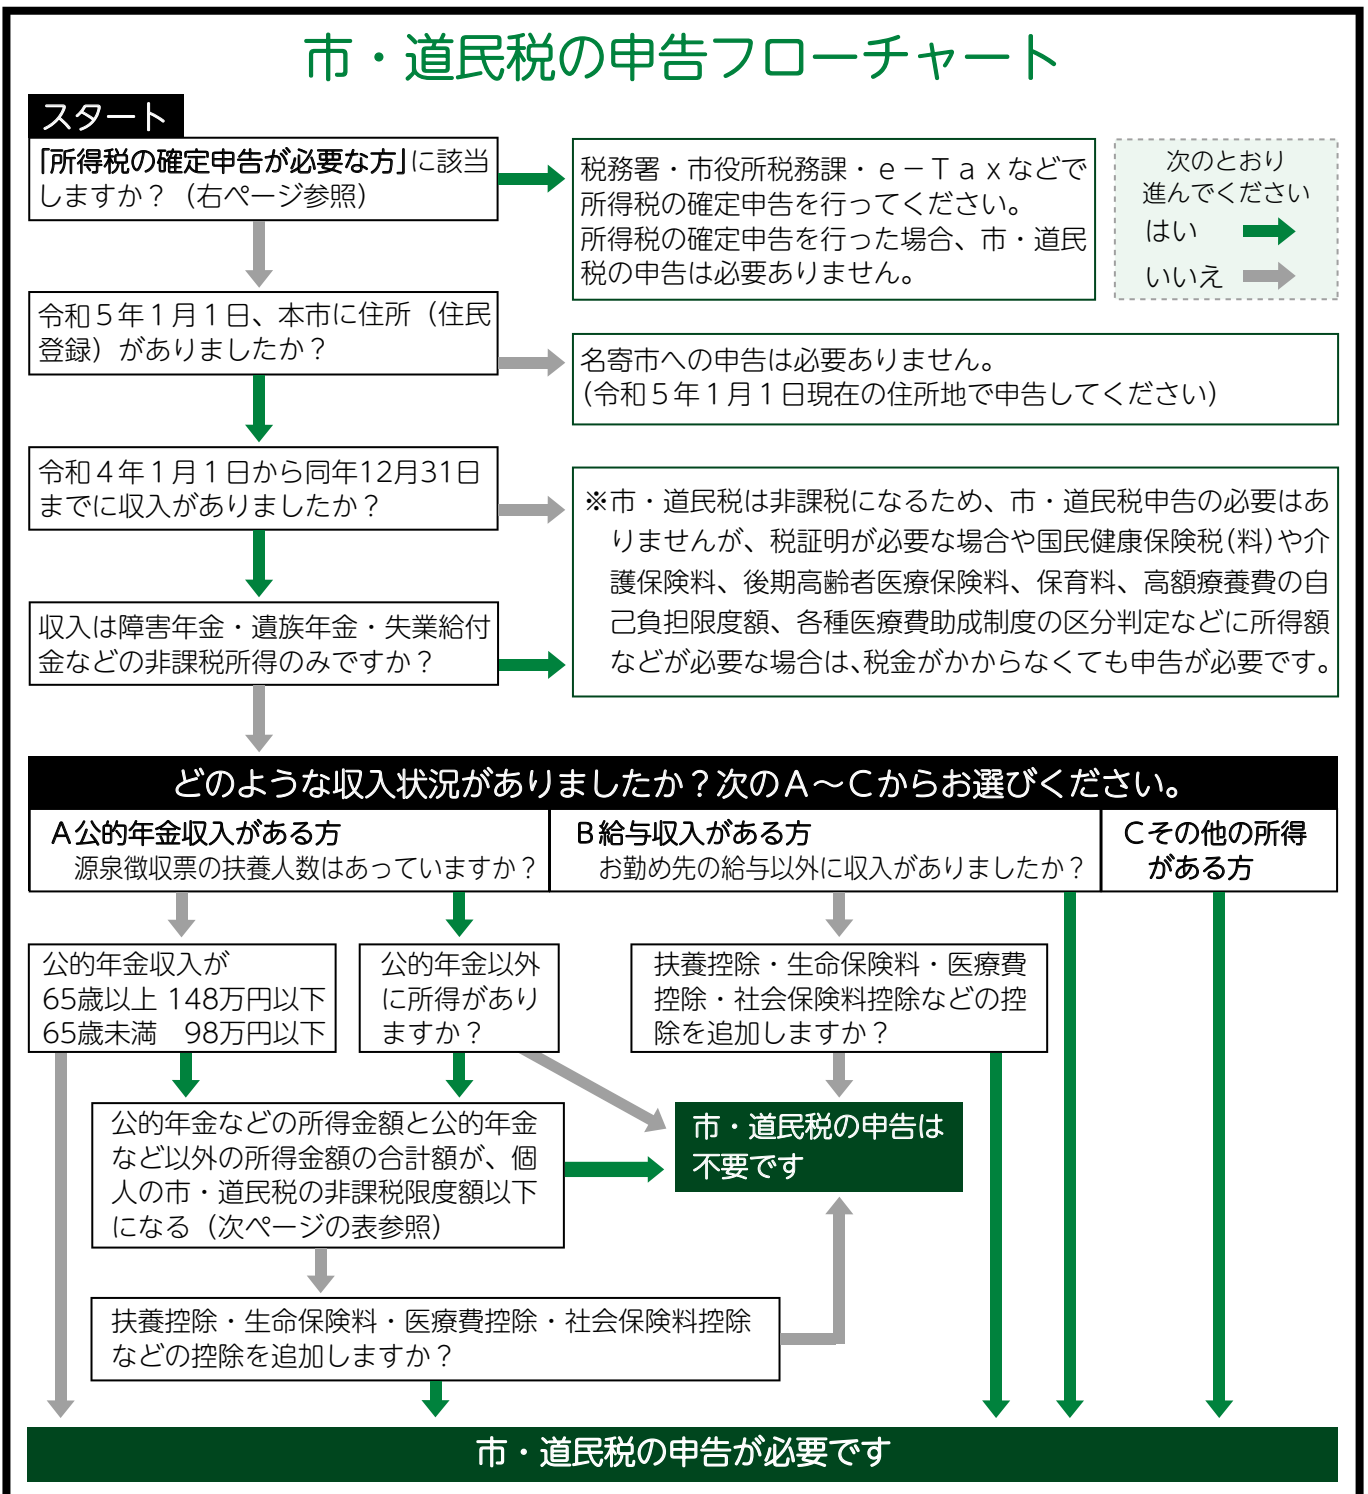 市・道民税の申告フローチャート
スタート
「所得税の確定申告が必要な方」に該当
しますか？（右ページ参照）
税務署・市役所税務課・ｅ－Ｔａｘなどで
所得税の確定申告を行ってください。
所得税の確定申告を行った場合、市・道民
税の申告は必要ありません。
次のとおり
進んでください
はい
いいえ
令和５年１月１日、本市に住所（住民
登録）がありましたか？
名寄市への申告は必要ありません。
（令和５年１月１日現在の住所地で申告してください）
令和４年１月１日から同年12月31日
までに収入がありましたか？
※市・道民税は非課税になるため、市・道民税申告の必要はあ
りませんが、税証明が必要な場合や国民健康保険税（料）や介
護保険料、後期高齢者医療保険料、保育料、高額療養費の自
己負担限度額、各種医療費助成制度の区分判定などに所得額
などが必要な場合は、税金がかからなくても申告が必要です。
収入は障害年金・遺族年金・失業給付
金などの非課税所得のみですか？
どのような収入状況がありましたか？次のＡ～Ｃからお選びください。
Ａ公的年金収入がある方
源泉徴収票の扶養人数はあっていますか？
Ｂ給与収入がある方
お勤め先の給与以外に収入がありましたか？
Ｃその他の所得
がある方
公的年金収入が
65歳以上 148万円以下
65歳未満　98万円以下
公的年金以外
に所得があり
ますか？
扶養控除・生命保険料・医療費
控除・社会保険料控除などの控
除を追加しますか？
公的年金などの所得金額と公的年金
など以外の所得金額の合計額が、個
人の市・道民税の非課税限度額以下
になる（次ページの表参照）
市・道民税の申告は
不要です
扶養控除・生命保険料・医療費控除・社会保険料控除
などの控除を追加しますか？
市・道民税の申告が必要です